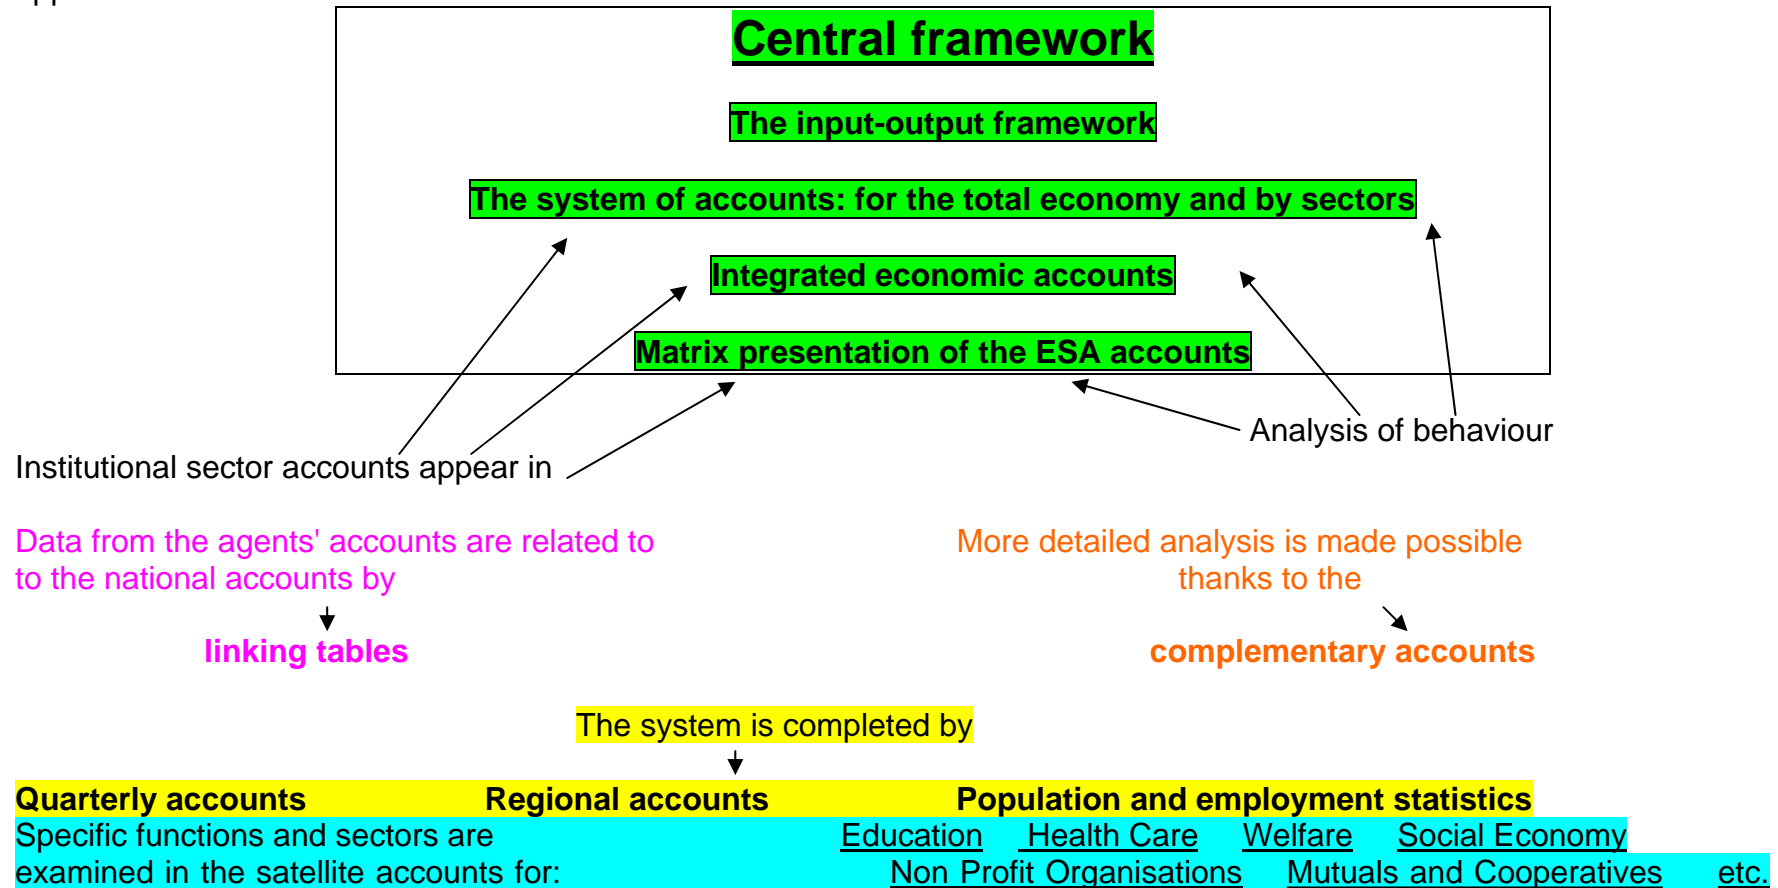 Central framework
The input-output framework
The system of accounts: for the total economy and by sectors
Integrated economic accounts
Matrix presentation of the ESA accounts
Analysis of behaviour
Institutional sector accounts appear in
Data from the agents' accounts are related to
to the national accounts by
linking tables
More detailed analysis is made possible
thanks to the
complementary accounts
The system is completed by
Quarterly accounts Regional accounts Population and employment statistics
Specific functions and sectors are Education Health Care Welfare Social Economy
examined in the satellite accounts for: Non Profit Organisations Mutuals and Cooperatives etc.